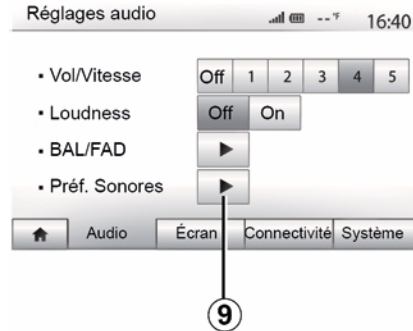 Réglages audio -- °F 16:40
▪ Vol/Vitesse Off 1 2 3 4 5
▪ Loudness Off On
▪ BAL/FAD
▪ Préf. Sonores
Audio Écran Connectivité Système
9